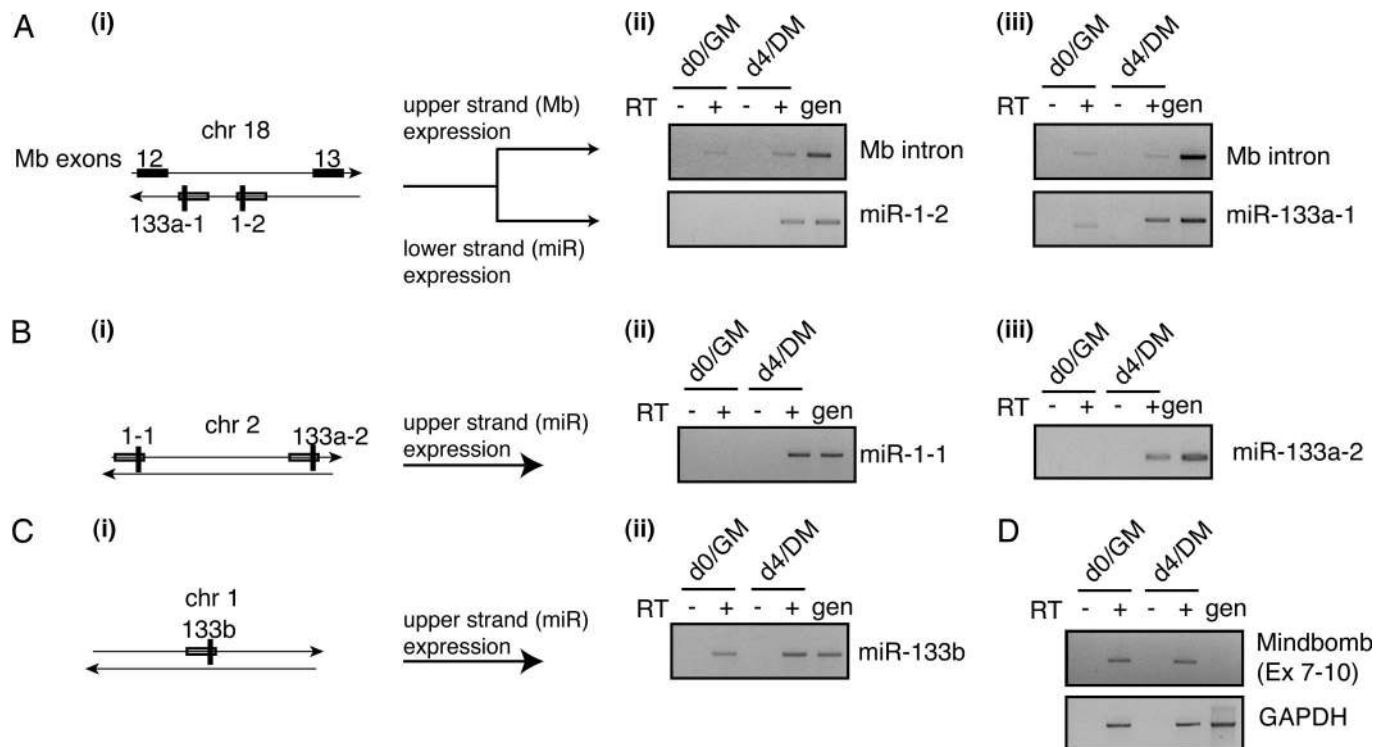 A (i) (ii) (iii)
d0/GM d4/DM d0/GM d4/DM
RT - + - + gen RT - + - + gen
upper strand (Mb)
expression
chr 18
Mb exons 12 13
133a-1 1-2
lower strand (miR)
expression
Mb intron
miR-1-2
Mb intron
miR-133a-1
B (i) (ii) (iii)
d0/GM d4/DM d0/GM d4/DM
RT - + - + gen RT - + - + gen
1-1 chr 2 133a-2
upper strand (miR)
expression
miR-1-1
miR-133a-2
C (i) (ii) D
d0/GM d4/DM d0/GM d4/DM
RT - + - + gen RT - + - + gen
chr 1
133b
upper strand (miR)
expression
miR-133b
Mindbomb
(Ex 7-10)
GAPDH